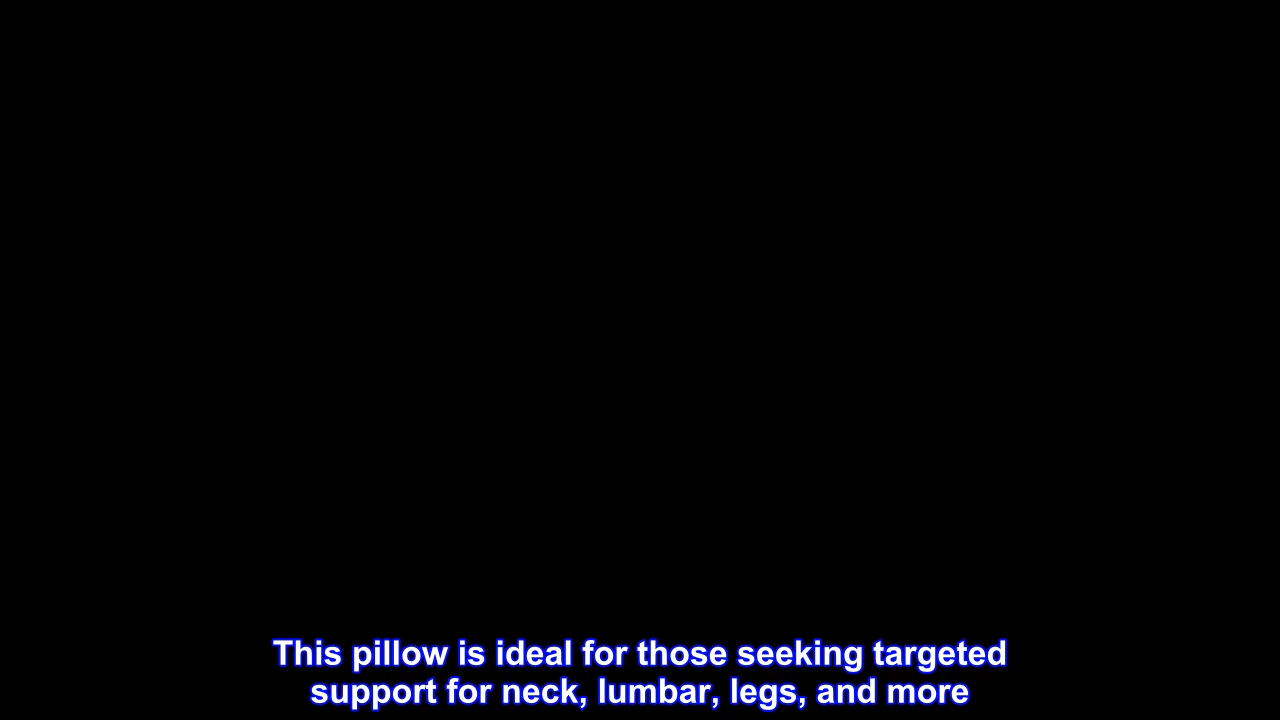 This pillow is ideal for those seeking targeted
support for neck, lumbar, legs, and more